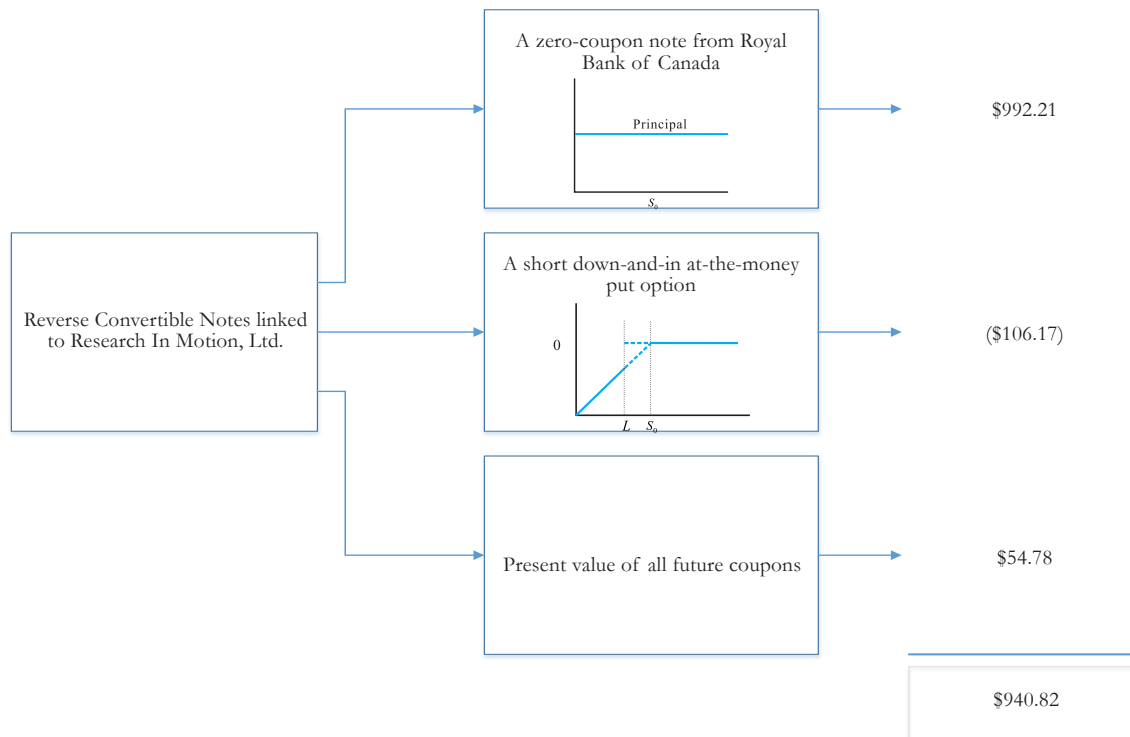 A zero-coupon note from Royal
Bank of Canada
Principal
S₀
$992.21
Reverse Convertible Notes linked
to Research In Motion, Ltd.
A short down-and-in at-the-money
put option
0
L S₀
($106.17)
Present value of all future coupons
$54.78
$940.82